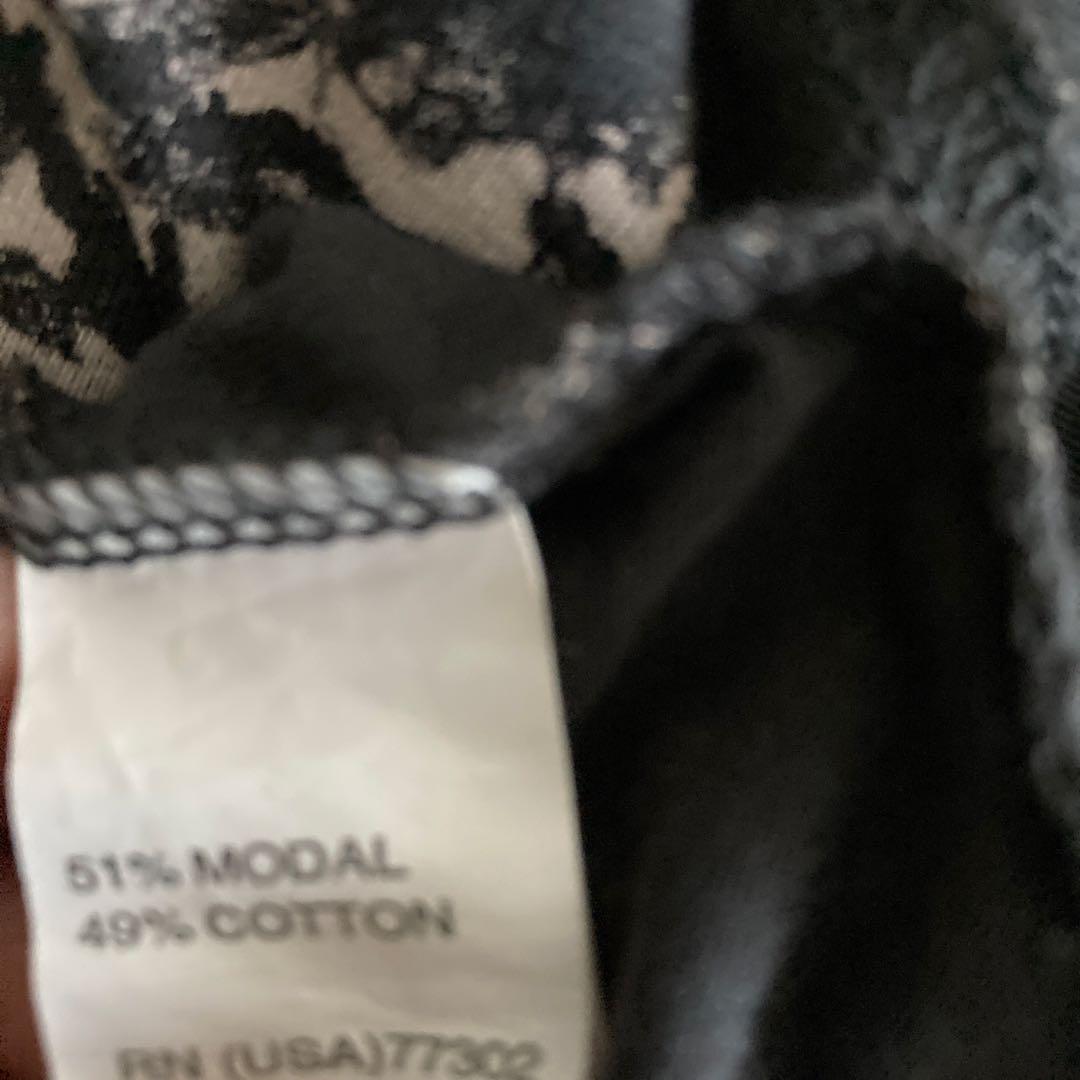 51% MODAL
49% COTTON
RN (USA)77302